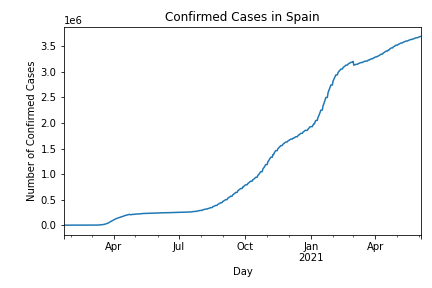 Confirmed Cases in Spain
1e6
3.5
3.0
2.5
2.0
1.5
1.0
0.5
0.0
Number of Confirmed Cases
Apr
Jul
Oct
Jan
2021
Apr
Day